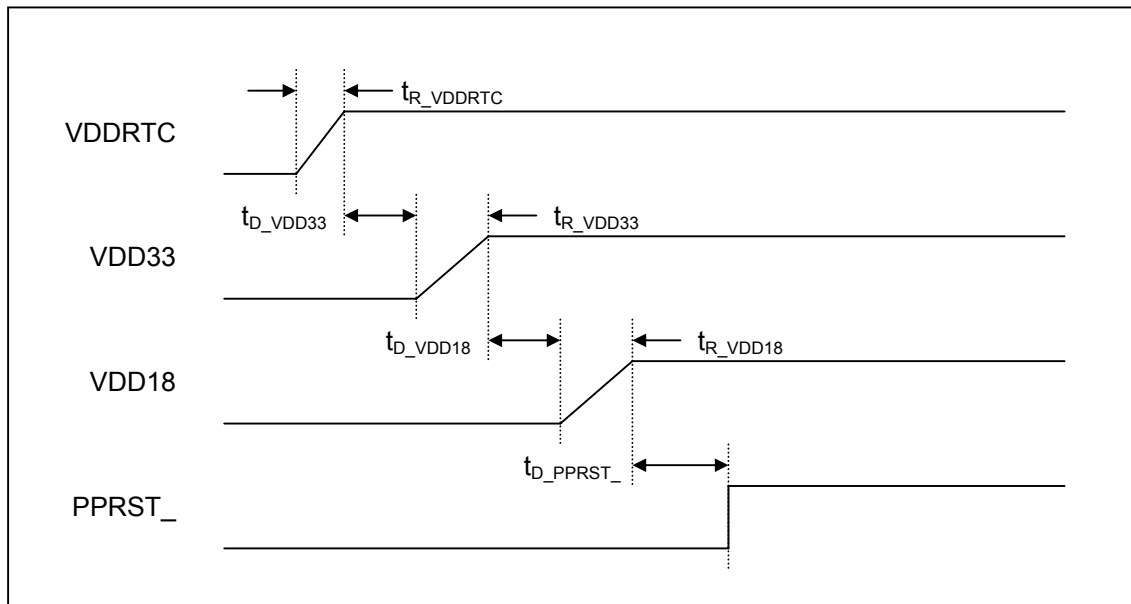 t_R_VDDRTC
VDDRTC
t_D_VDD33
t_R_VDD33
VDD33
t_D_VDD18
t_R_VDD18
VDD18
t_D_PPRST_
PPRST_